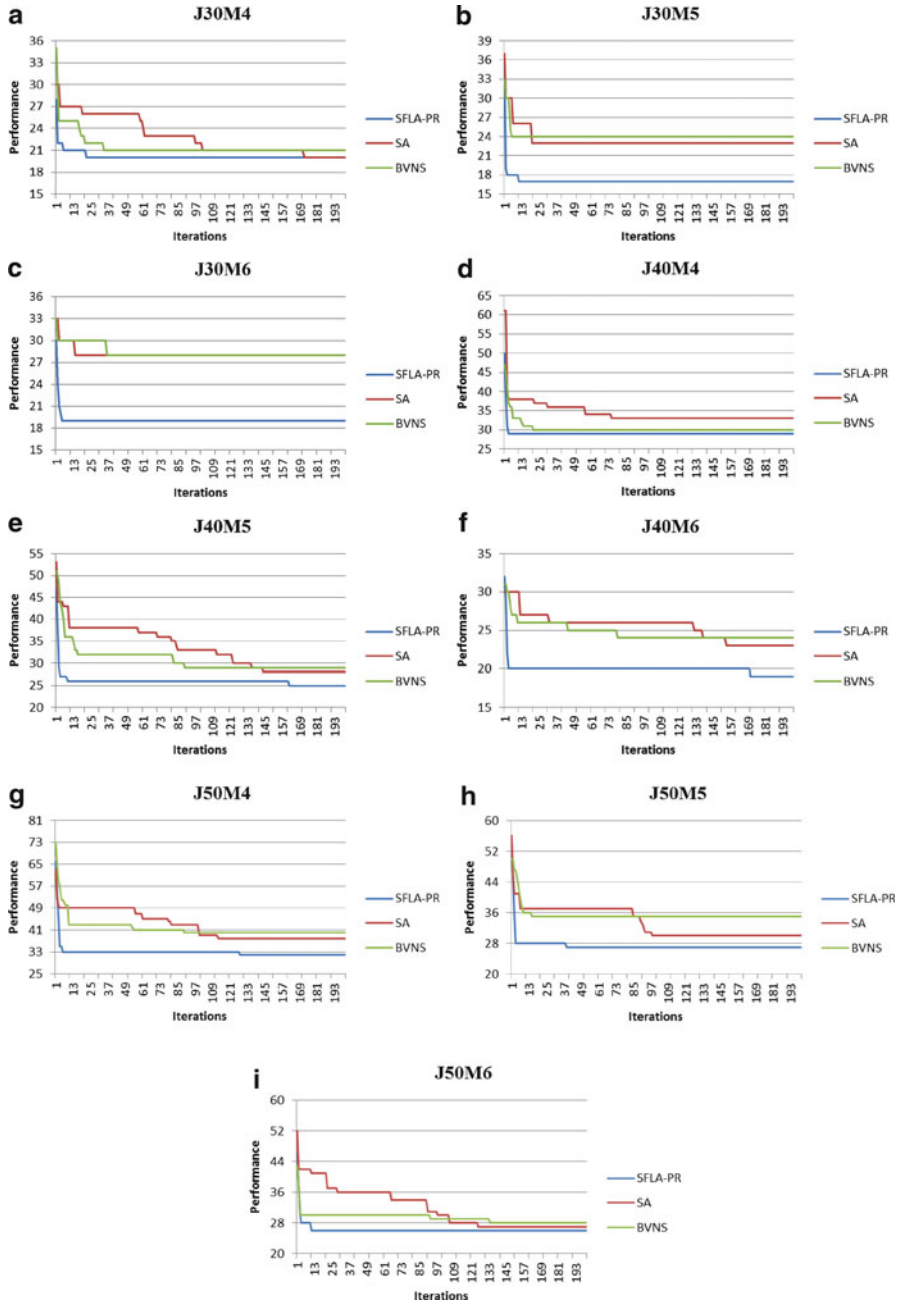 a
J30M4
Performance
36
33
30
27
24
21
18
15
1 13 25 37 49 61 73 85 97 109 121 133 145 157 169 181 193
Iterations
SFLA-PR
SA
BVNS
b
J30M5
Performance
39
36
33
30
27
24
21
18
15
1 13 25 37 49 61 73 85 97 109 121 133 145 157 169 181 193
Iterations
SFLA-PR
SA
BVNS
c
J30M6
Performance
36
33
30
27
24
21
18
15
1 13 25 37 49 61 73 85 97 109 121 133 145 157 169 181 193
Iterations
SFLA-PR
SA
BVNS
d
J40M4
Performance
65
60
55
50
45
40
35
30
25
1 13 25 37 49 61 73 85 97 109 121 133 145 157 169 181 193
Iterations
SFLA-PR
SA
BVNS
e
J40M5
Performance
55
50
45
40
35
30
25
20
1 13 25 37 49 61 73 85 97 109 121 133 145 157 169 181 193
Iterations
SFLA-PR
SA
BVNS
f
J40M6
Performance
35
30
25
20
15
1 13 25 37 49 61 73 85 97 109 121 133 145 157 169 181 193
Iterations
SFLA-PR
SA
BVNS
g
J50M4
Performance
81
73
65
57
49
41
33
25
1 13 25 37 49 61 73 85 97 109 121 133 145 157 169 181 193
Iterations
SFLA-PR
SA
BVNS
h
J50M5
Performance
60
52
44
36
28
20
1 13 25 37 49 61 73 85 97 109 121 133 145 157 169 181 193
Iterations
SFLA-PR
SA
BVNS
i
J50M6
Performance
60
52
44
36
28
20
1 13 25 37 49 61 73 85 97 109 121 133 145 157 169 181 193
Iterations
SFLA-PR
SA
BVNS